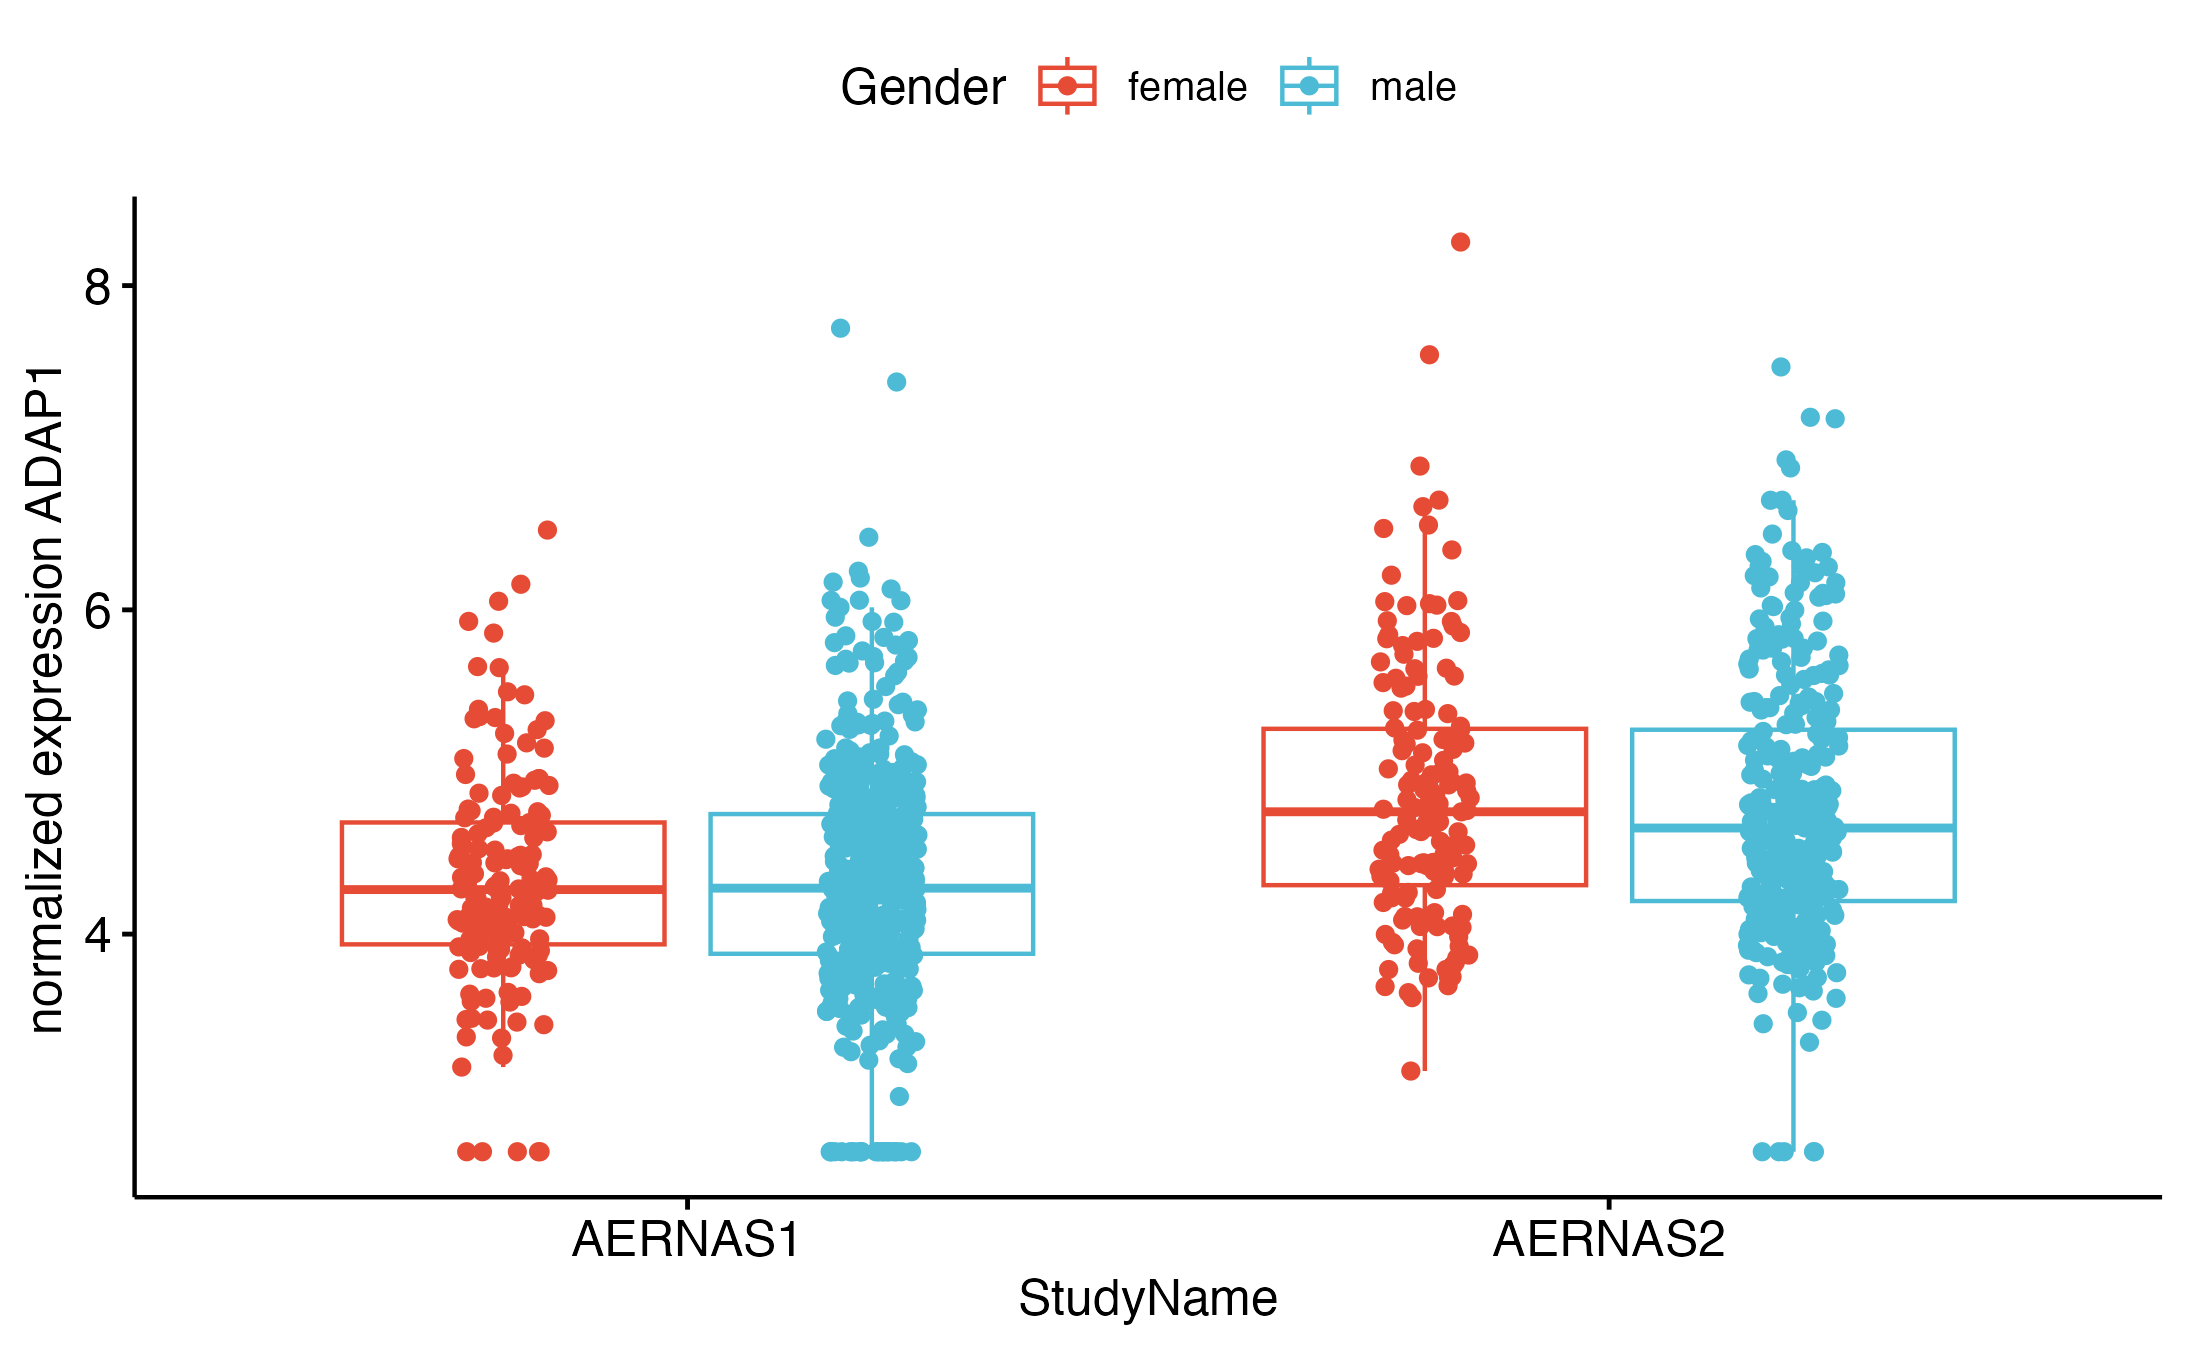 Gender female male
normalized expression ADAP1
8
6
4
AERNAS1 AERNAS2
StudyName